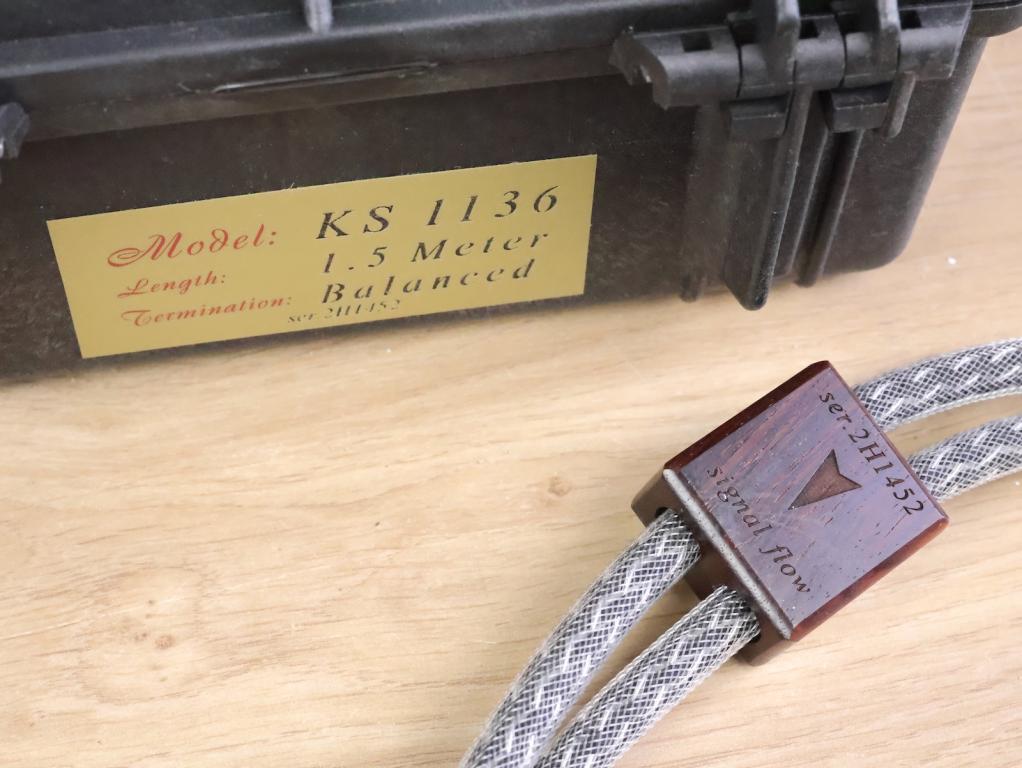 Model: KS 1136
Length: 1.5 Meter
Termination: Balanced
ser.2H1452
ser.2H1452
signal flow